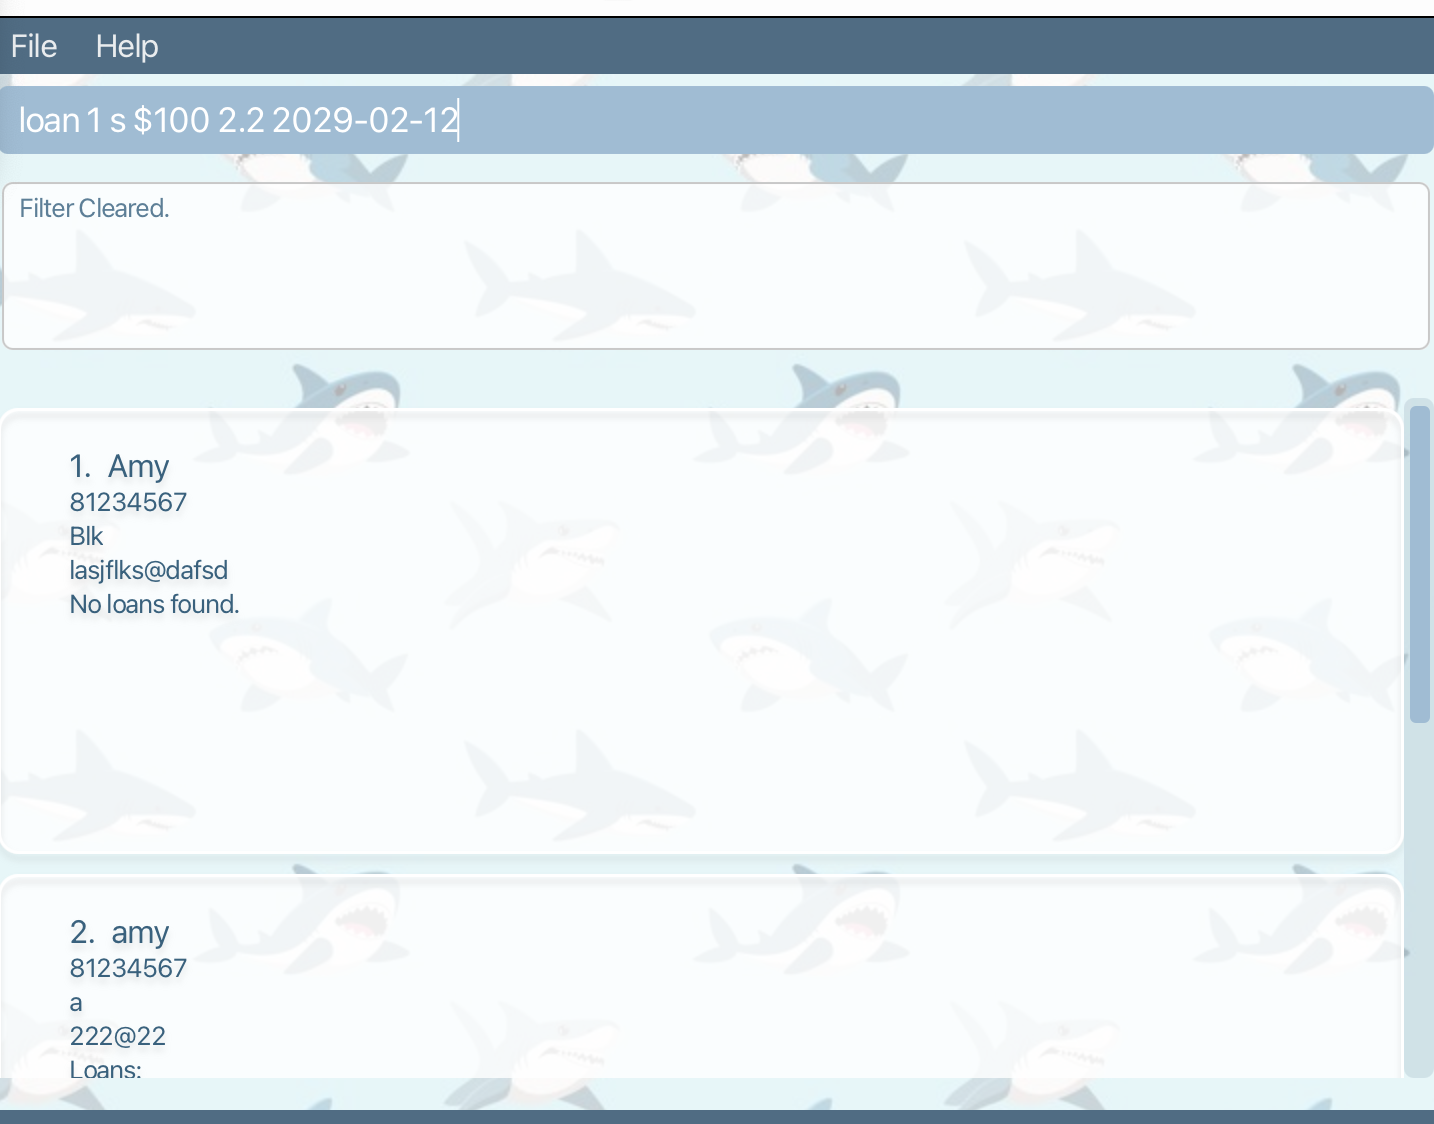 File Help
loan 1 s $100 2.2 2029-02-12
Filter Cleared.
1. Amy
81234567
Blk
lasjflks@dafsd
No loans found.
2. amy
81234567
a
222@22
Loans: